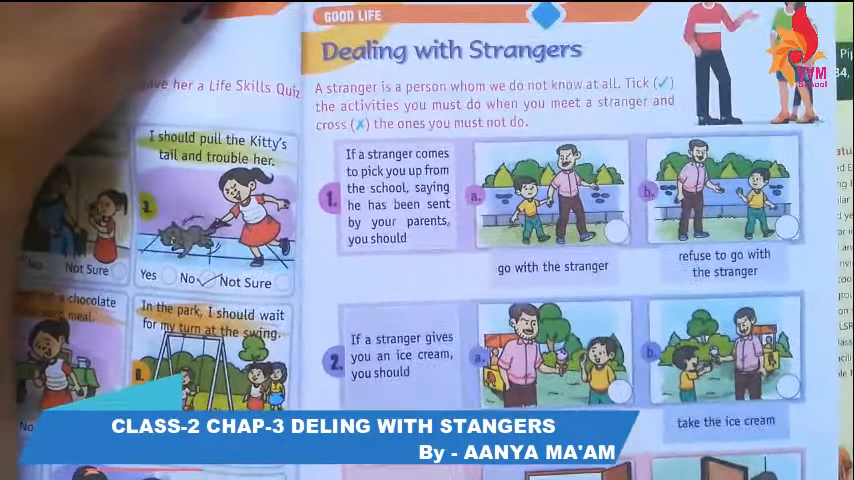 GOOD LIFE
Dealing with Strangers
A stranger is a person whom we do not know at all. Tick (✓)
the activities you must do when you meet a stranger and
cross (✗) the ones you must not do.
gave her a Life Skills Quiz
I should pull the Kitty's
tail and trouble her.
Not Sure
Yes No Not Sure
a chocolate
meal.
In the park, I should wait
for my turn at the swing.
No
1.
If a stranger comes
to pick you up from
the school, saying
he has been sent
by your parents,
you should
a.
go with the stranger
b.
refuse to go with
the stranger
2.
If a stranger gives
you an ice cream,
you should
a.
b.
take the ice cream
VVM
School
CLASS-2 CHAP-3 DELING WITH STANGERS
By - AANYA MA'AM